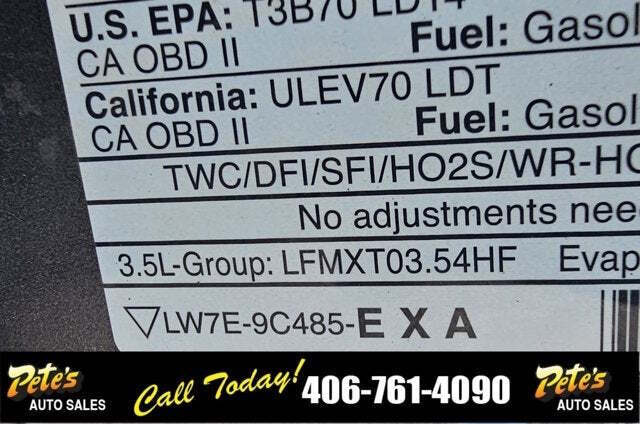 U.S. EPA: T3B70 LDT4
CA OBD II Fuel: Gasol
California: ULEV70 LDT
CA OBD II Fuel: Gasol
TWC/DFI/SFI/HO2S/WR-HO
No adjustments nee
3.5L-Group: LFMXT03.54HF Evap
▽LW7E-9C485-E X A
Pete's AUTO SALES Call Today! 406-761-4090 Pete's AUTO SALES